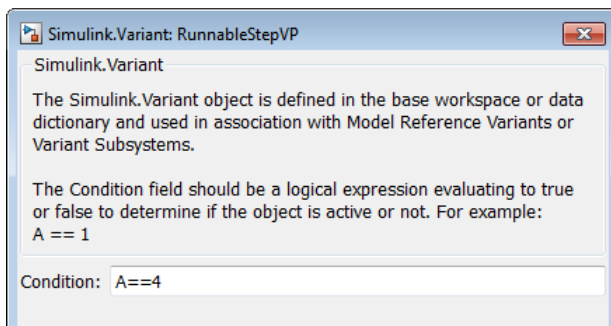 Simulink.Variant: RunnableStepVP
Simulink.Variant
The Simulink.Variant object is defined in the base workspace or data
dictionary and used in association with Model Reference Variants or
Variant Subsystems.
The Condition field should be a logical expression evaluating to true
or false to determine if the object is active or not. For example:
A == 1
Condition: A==4